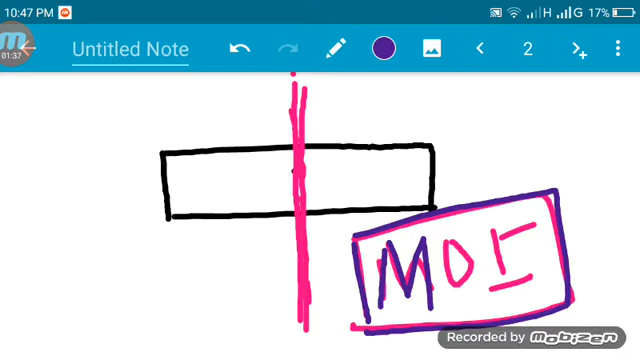 10:47 PM H G 17%
01:37 Untitled Note 2
MOI
Recorded by mobizen